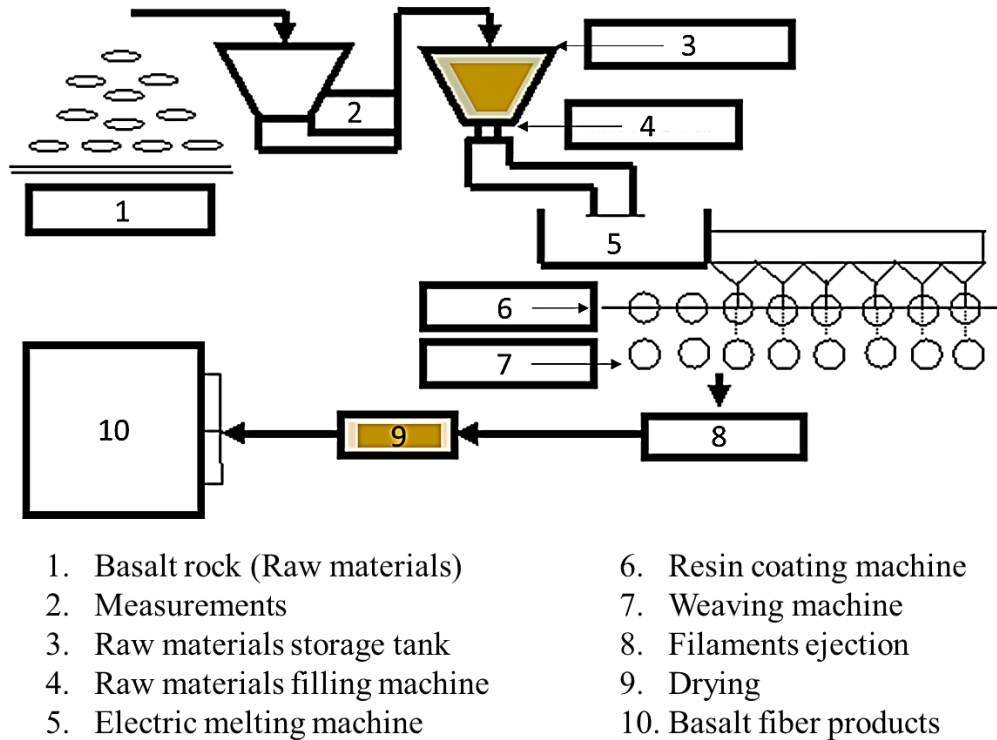 3
2
4
1
5
6
7
10
9
8
1. Basalt rock (Raw materials)
2. Measurements
3. Raw materials storage tank
4. Raw materials filling machine
5. Electric melting machine
6. Resin coating machine
7. Weaving machine
8. Filaments ejection
9. Drying
10. Basalt fiber products